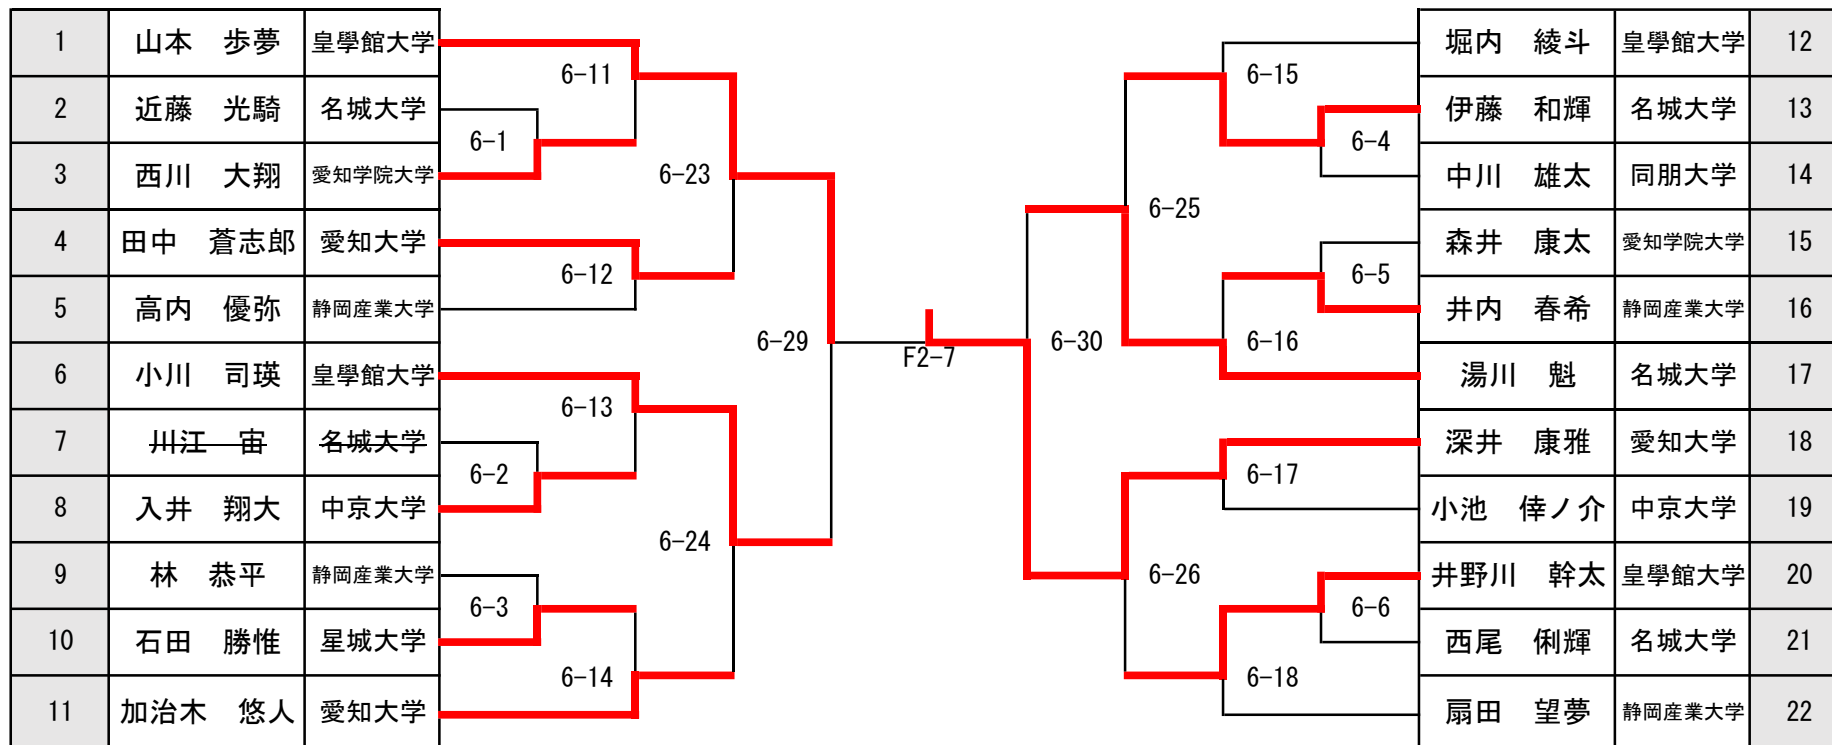 1 山本　歩夢 皇學館大学
6-11
2 近藤　光騎 名城大学
6-1
3 西川　大翔 愛知学院大学
6-23
4 田中　蒼志郎 愛知大学
6-12
5 高内　優弥 静岡産業大学
6-29
6 小川　司瑛 皇學館大学
6-13
7 川江　宙 名城大学
6-2
8 入井　翔大 中京大学
6-24
9 林　恭平 静岡産業大学
6-3
10 石田　勝惟 星城大学
6-14
11 加治木　悠人 愛知大学
F2-7
堀内　綾斗 皇學館大学 12
6-15
伊藤　和輝 名城大学 13
6-4
中川　雄太 同朋大学 14
6-25
森井　康太 愛知学院大学 15
6-5
井内　春希 静岡産業大学 16
6-30
6-16
湯川　魁 名城大学 17
深井　康雅 愛知大学 18
6-17
小池　倖ノ介 中京大学 19
6-26
井野川　幹太 皇學館大学 20
6-6
西尾　俐輝 名城大学 21
6-18
扇田　望夢 静岡産業大学 22